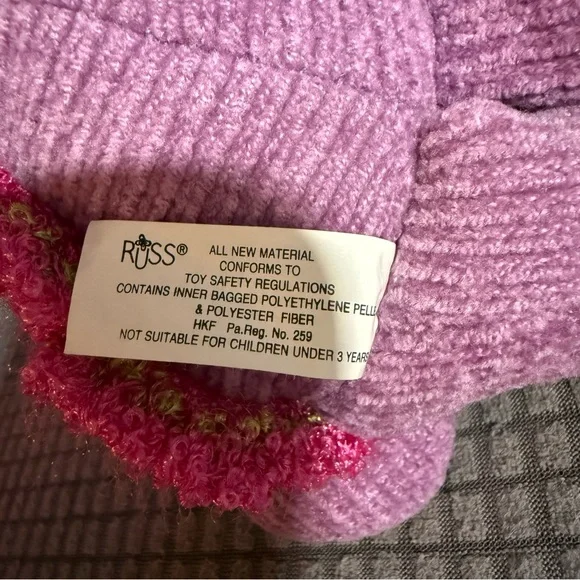 RUSS®
ALL NEW MATERIAL
CONFORMS TO
TOY SAFETY REGULATIONS
CONTAINS INNER BAGGED POLYETHYLENE PELLE
& POLYESTER FIBER
HKF Pa.Reg. No. 259
NOT SUITABLE FOR CHILDREN UNDER 3 YEARS